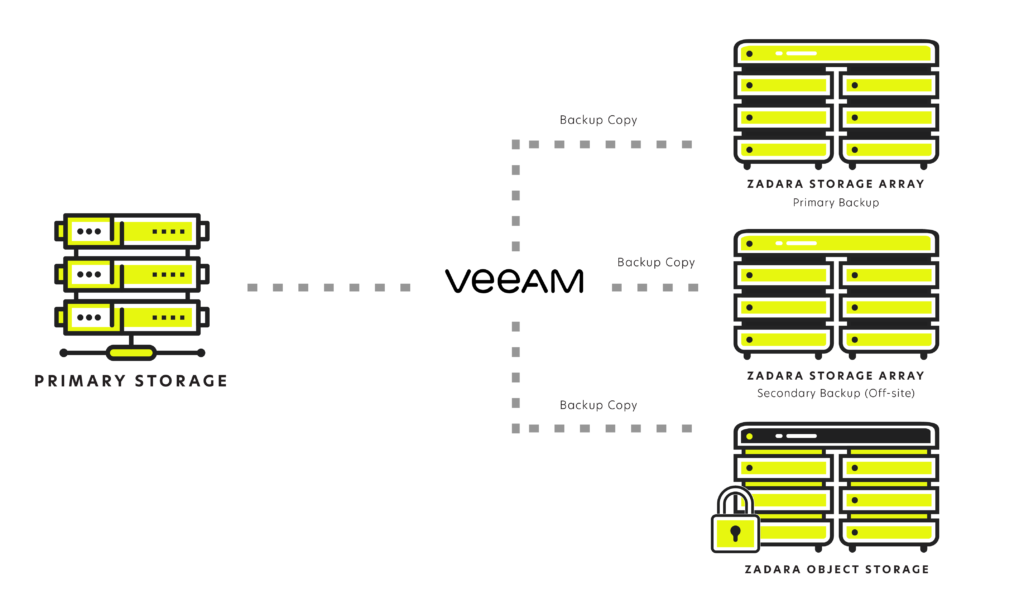 Backup Copy
ZADARA STORAGE ARRAY
Primary Backup
PRIMARY STORAGE
veeAM
Backup Copy
ZADARA STORAGE ARRAY
Secondary Backup (Off-site)
Backup Copy
ZADARA OBJECT STORAGE